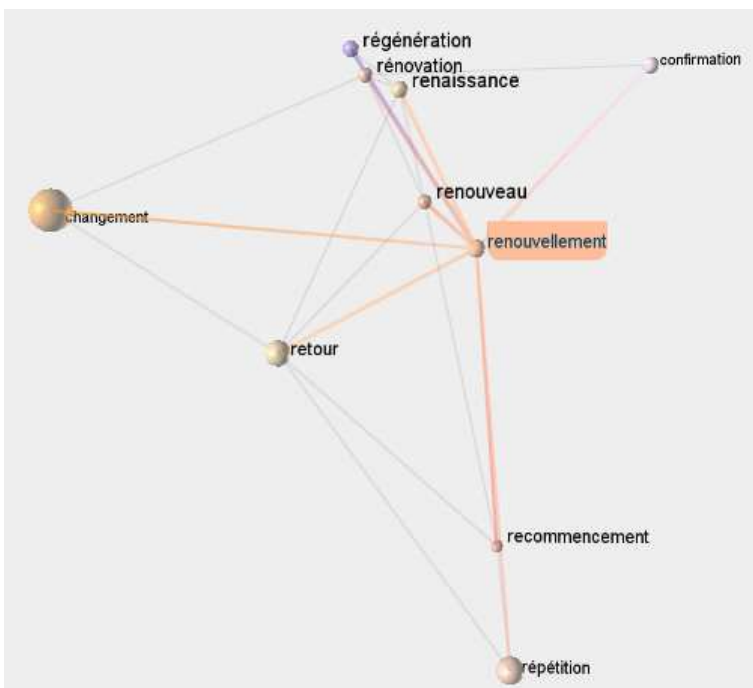 régénération
confirmation
rénovation
renaissance
renouveau
changement
renouvellement
retour
recommencement
répétition